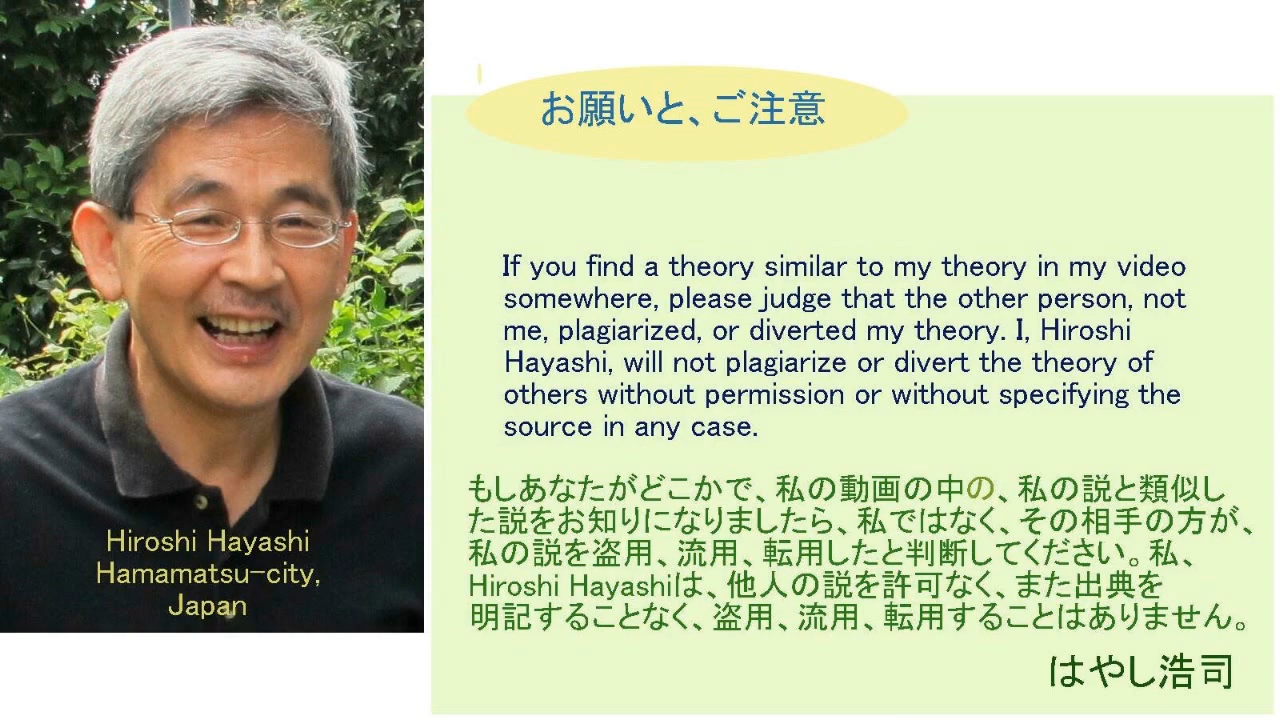 お願いと、ご注意
If you find a theory similar to my theory in my video
somewhere, please judge that the other person, not
me, plagiarized, or diverted my theory. I, Hiroshi
Hayashi, will not plagiarize or divert the theory of
others without permission or without specifying the
source in any case.
もしあなたがどこかで、私の動画の中の、私の説と類似し
た説をお知りになりましたら、私ではなく、その相手の方が、
私の説を盗用、流用、転用したと判断してください。私、
Hiroshi Hayashiは、他人の説を許可なく、また出典を
明記することなく、盗用、流用、転用することはありません。
はやし浩司
Hiroshi Hayashi
Hamamatsu-city,
Japan